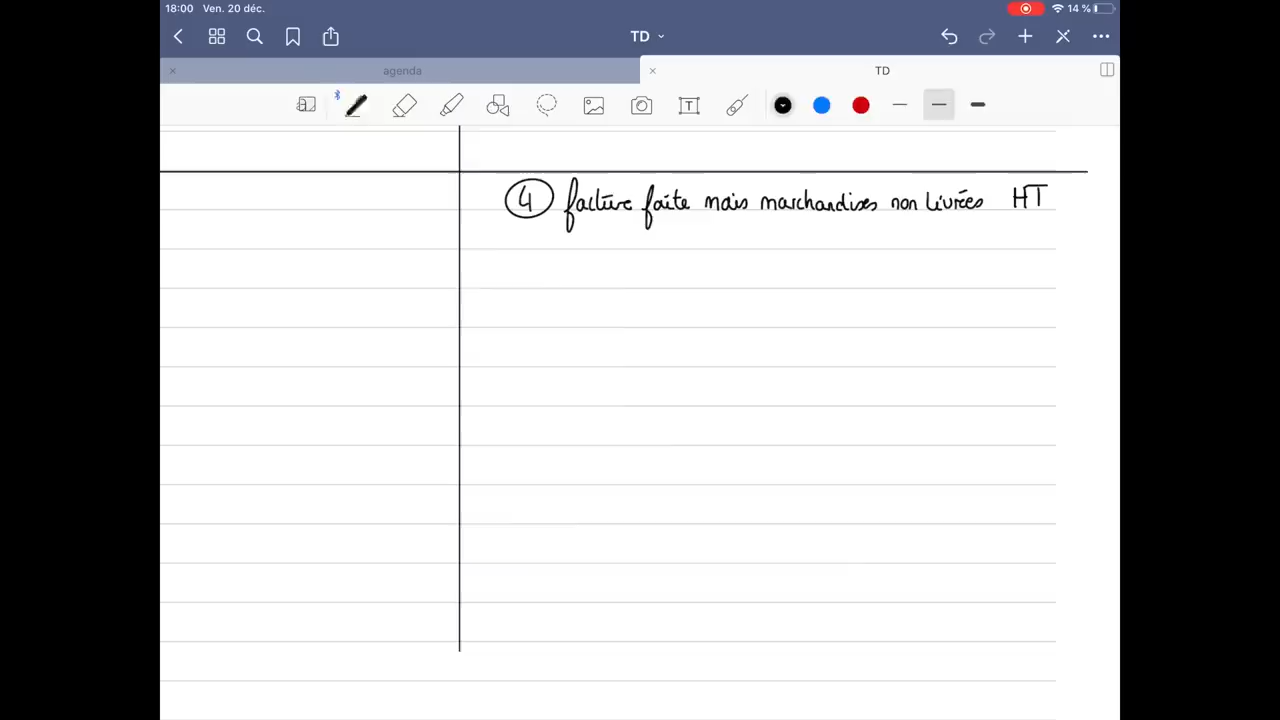 18:00 Ven. 20 déc. 14 %
TD
agenda
TD
④ facture faite mais marchandises non livrées HT